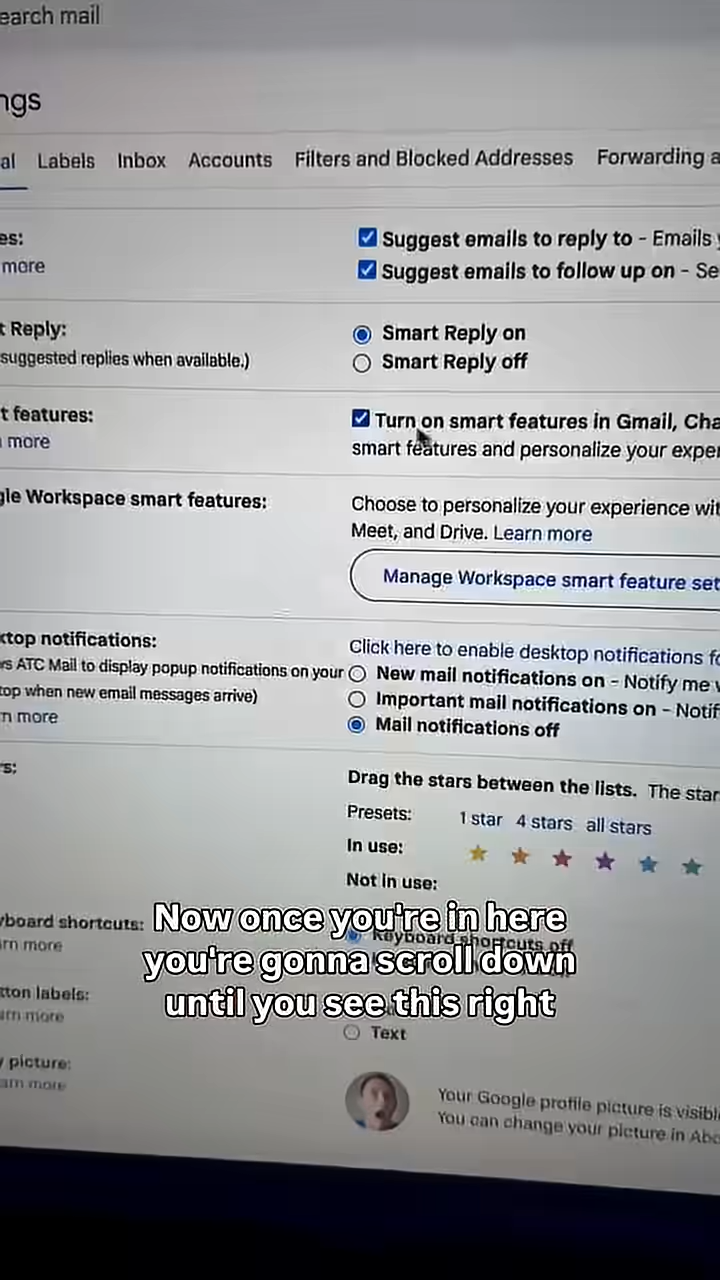 earch mail
ngs
al Labels Inbox Accounts Filters and Blocked Addresses Forwarding a
es: Suggest emails to reply to - Emails y
more Suggest emails to follow up on - Se
t Reply: Smart Reply on
suggested replies when available.) Smart Reply off
t features: Turn on smart features in Gmail, Cha
more smart features and personalize your exper
gle Workspace smart features: Choose to personalize your experience wit
Meet, and Drive. Learn more
Manage Workspace smart feature set
ktop notifications: Click here to enable desktop notifications fo
rs ATC Mail to display popup notifications on your New mail notifications on - Notify me w
top when new email messages arrive) Important mail notifications on - Notif
n more Mail notifications off
rs: Drag the stars between the lists. The star
Presets: 1 star 4 stars all stars
In use:
Not in use:
yboard shortcuts: Keyboard shortcuts off
rn more
Now once you're in here
you're gonna scroll down
until you see this right
tton labels:
arn more Text
picture:
arn more Your Google profile picture is visibl
You can change your picture in Abo